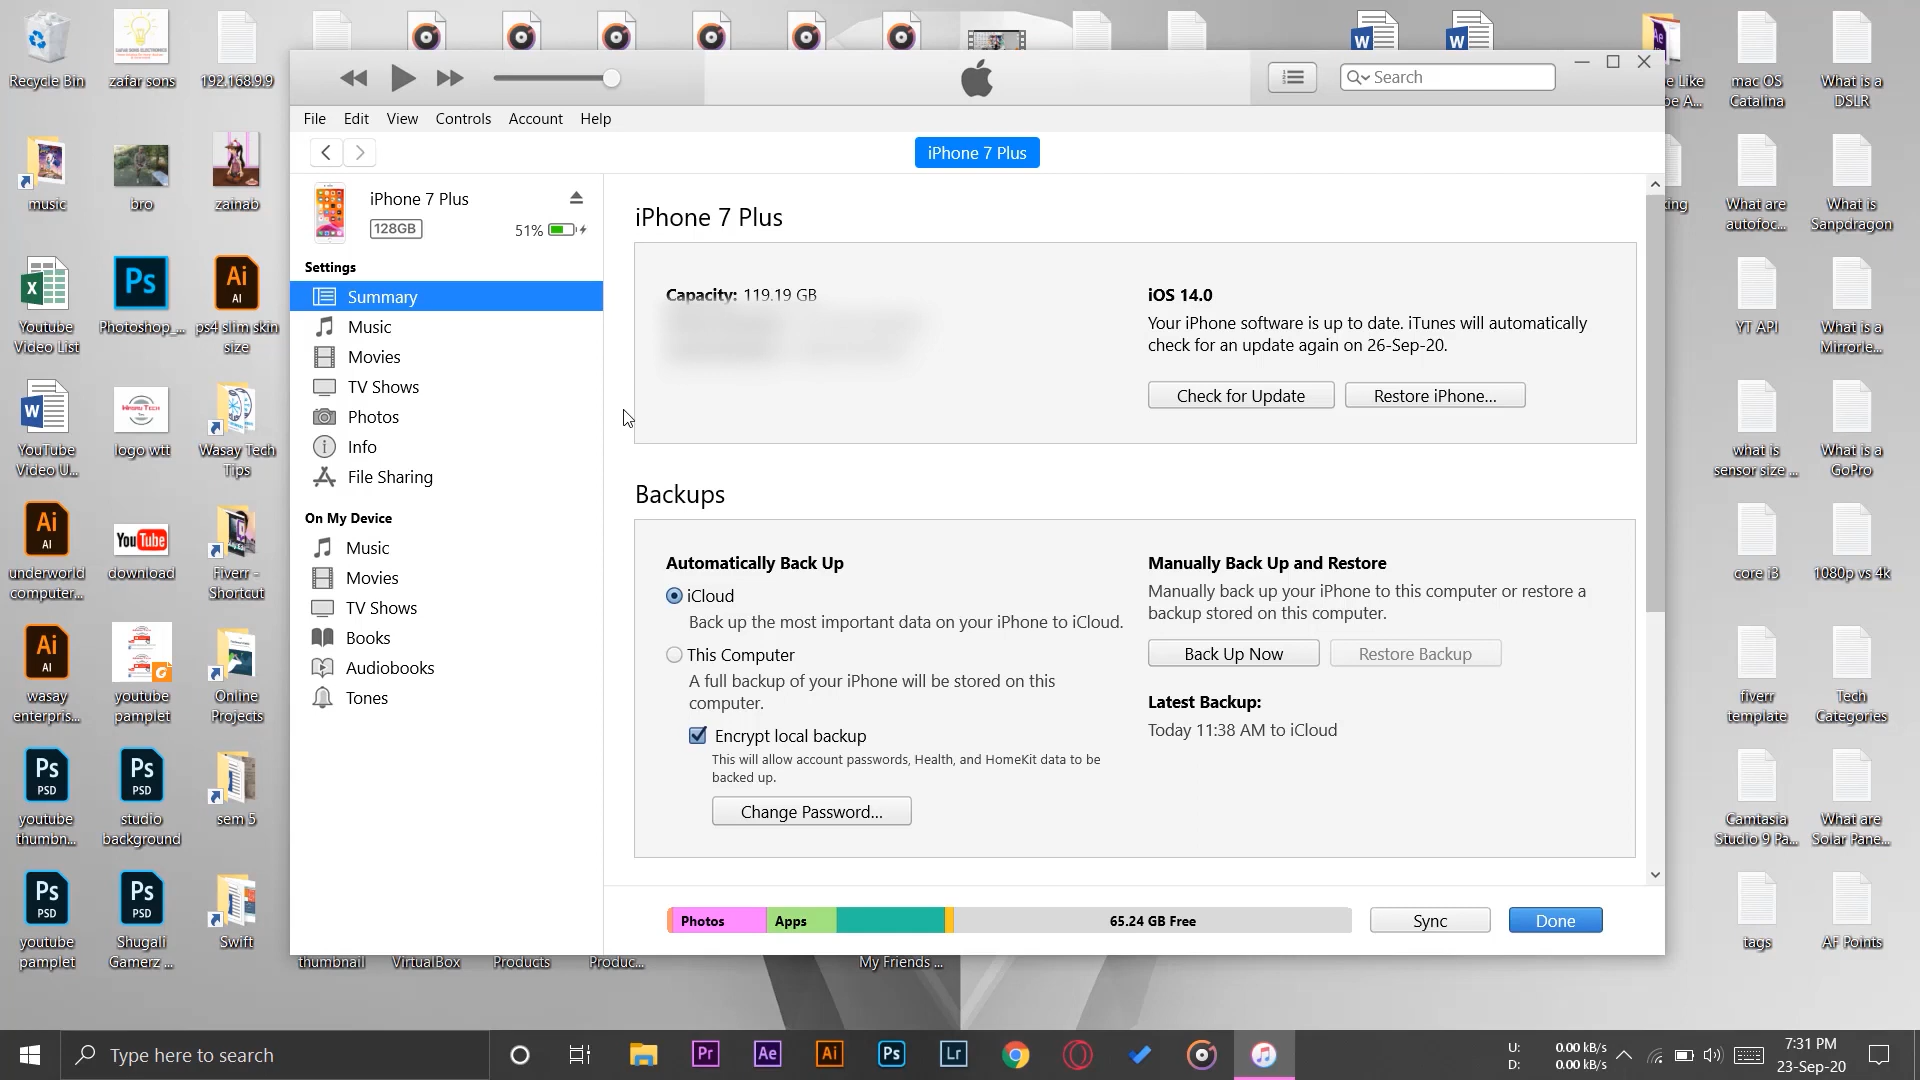 Recycle Bin
zafar sons
192.168.9.9
mac OS
Catalina
What is a
DSLR
Search
File
Edit
View
Controls
Account
Help
iPhone 7 Plus
music
bro
zainab
What are
autofoc...
What is
Sanpdragon
iPhone 7 Plus
128GB
51%
Settings
Summary
Music
Movies
TV Shows
Photos
Info
File Sharing
On My Device
Music
Movies
TV Shows
Books
Audiobooks
Tones
iPhone 7 Plus
Capacity: 119.19 GB
iOS 14.0
Your iPhone software is up to date. iTunes will automatically
check for an update again on 26-Sep-20.
Check for Update
Restore iPhone...
Backups
Automatically Back Up
iCloud
Back up the most important data on your iPhone to iCloud.
This Computer
A full backup of your iPhone will be stored on this
computer.
Encrypt local backup
This will allow account passwords, Health, and HomeKit data to be
backed up.
Change Password...
Manually Back Up and Restore
Manually back up your iPhone to this computer or restore a
backup stored on this computer.
Back Up Now
Restore Backup
Latest Backup:
Today 11:38 AM to iCloud
Photos
Apps
65.24 GB Free
Sync
Done
Youtube
Video List
Photoshop_...
ps4 slim skin
size
YT API
What is a
Mirrorle...
YouTube
Video U...
logo wtt
Wasay Tech
Tips
what is
sensor size ...
What is a
GoPro
underworld
computer...
download
Fiverr -
Shortcut
core i3
1080p vs 4k
wasay
enterpris...
youtube
pamplet
Online
Projects
fiverr
template
Tech
Categories
youtube
thumbn...
studio
background
sem 5
Camtasia
Studio 9 Pa...
What are
Solar Pane...
youtube
pamplet
Shugali
Gamerz ...
Swift
thumbnail
VirtualBox
Products
Produc...
My Friends ...
tags
AF Points
Type here to search
U: 0.00 kB/s
D: 0.00 kB/s
7:31 PM
23-Sep-20